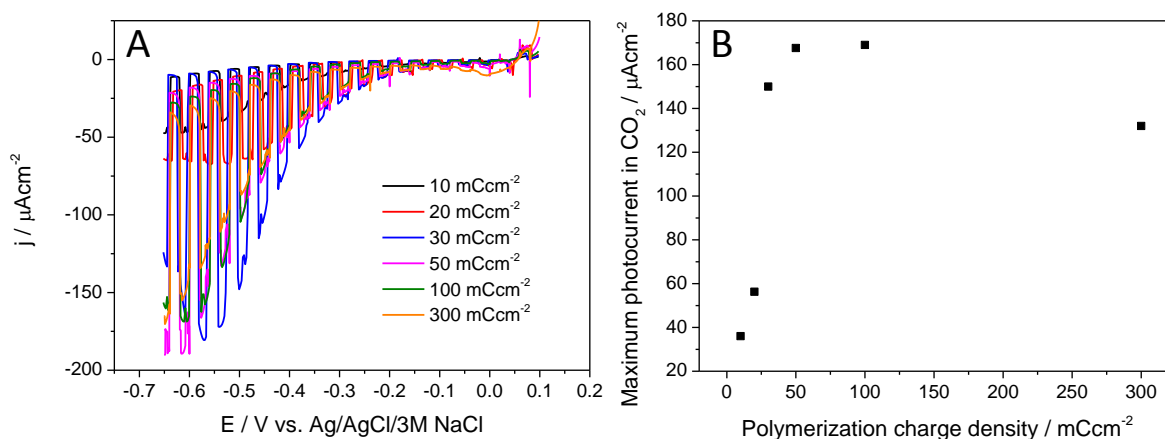 A
0
-50
-100
-150
-200
j / μAcm⁻²
10 mCcm⁻²
20 mCcm⁻²
30 mCcm⁻²
50 mCcm⁻²
100 mCcm⁻²
300 mCcm⁻²
-0.7 -0.6 -0.5 -0.4 -0.3 -0.2 -0.1 0.0 0.1 0.2
E / V vs. Ag/AgCl/3M NaCl
B
180
160
140
120
100
80
60
40
20
Maximum photocurrent in CO₂ / μAcm⁻²
0 50 100 150 200 250 300
Polymerization charge density / mCcm⁻²